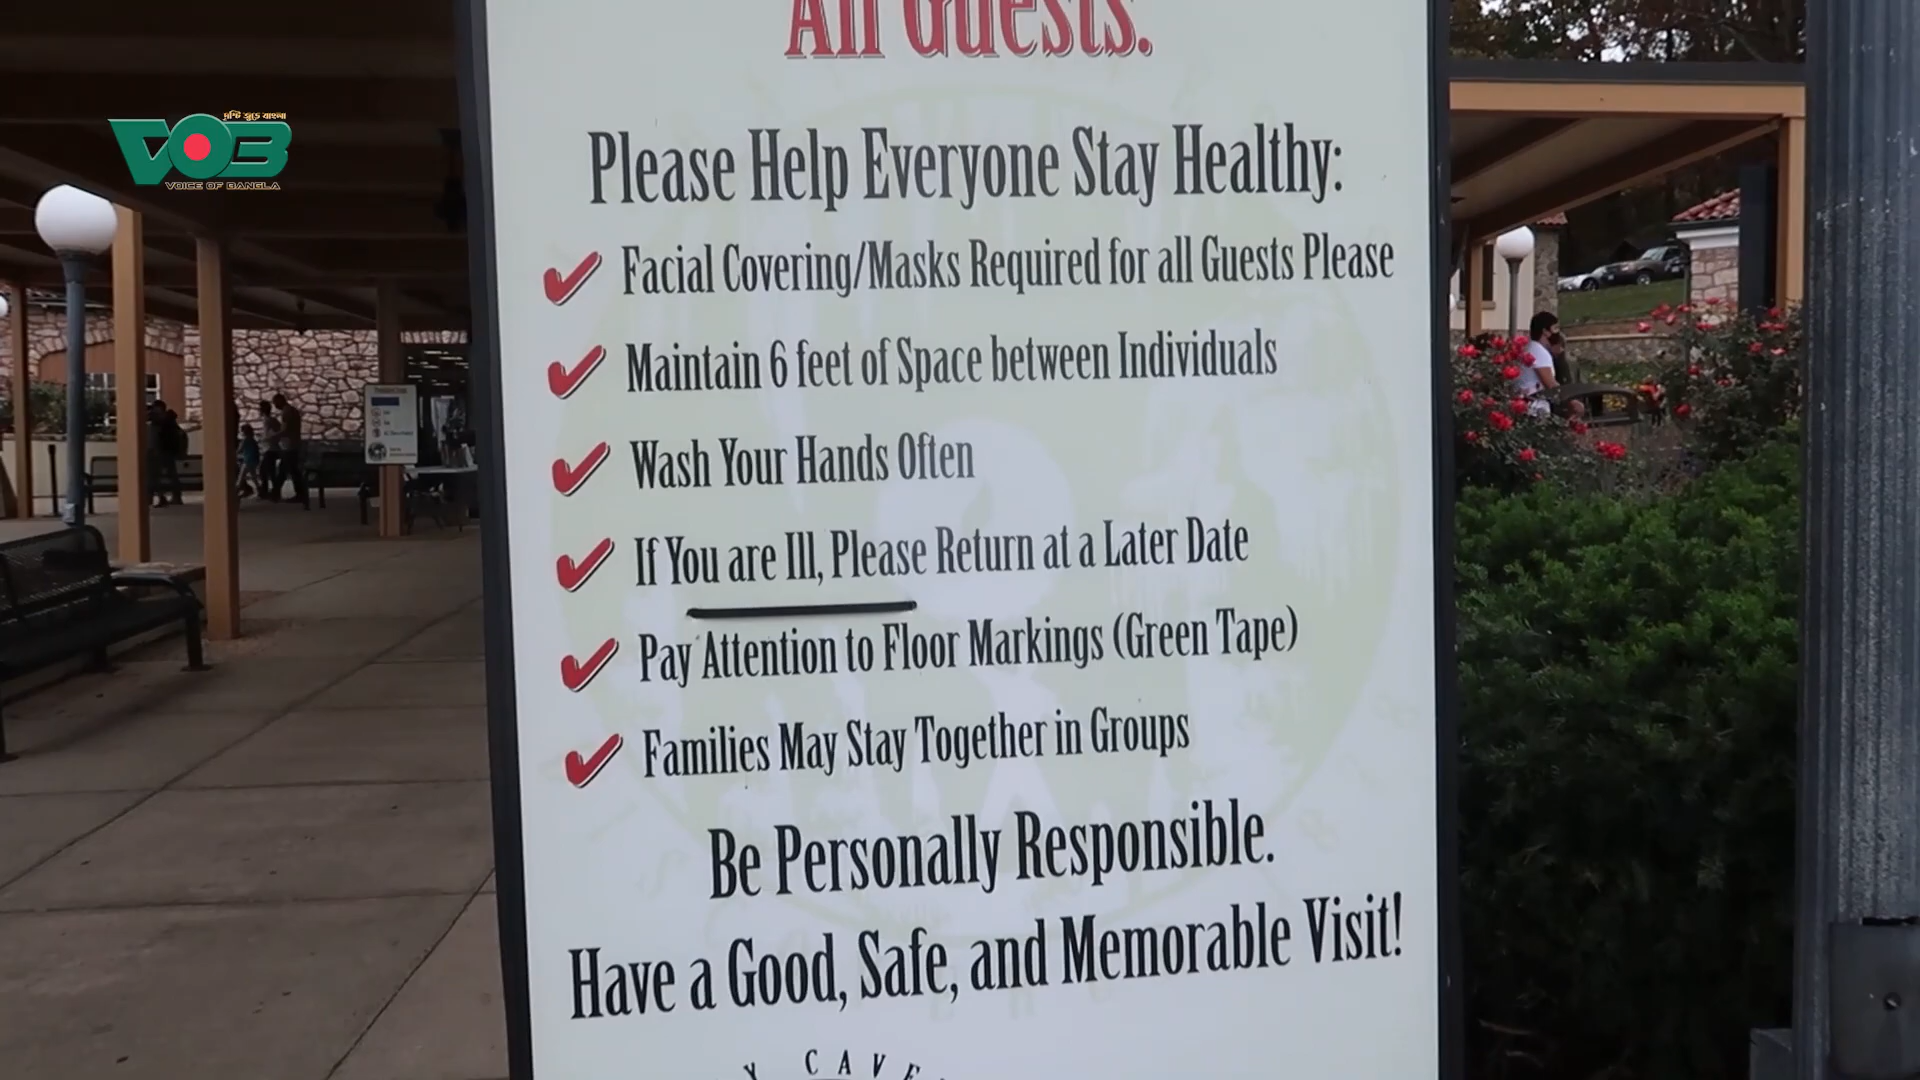 All Guests.
দৃষ্টি জুড়ে বাংলা
VOB
VOICE OF BANGLA
Please Help Everyone Stay Healthy:
Facial Covering/Masks Required for all Guests Please
Maintain 6 feet of Space between Individuals
Wash Your Hands Often
If You are Ill, Please Return at a Later Date
Pay Attention to Floor Markings (Green Tape)
Families May Stay Together in Groups
Be Personally Responsible.
Have a Good, Safe, and Memorable Visit!
CAVE